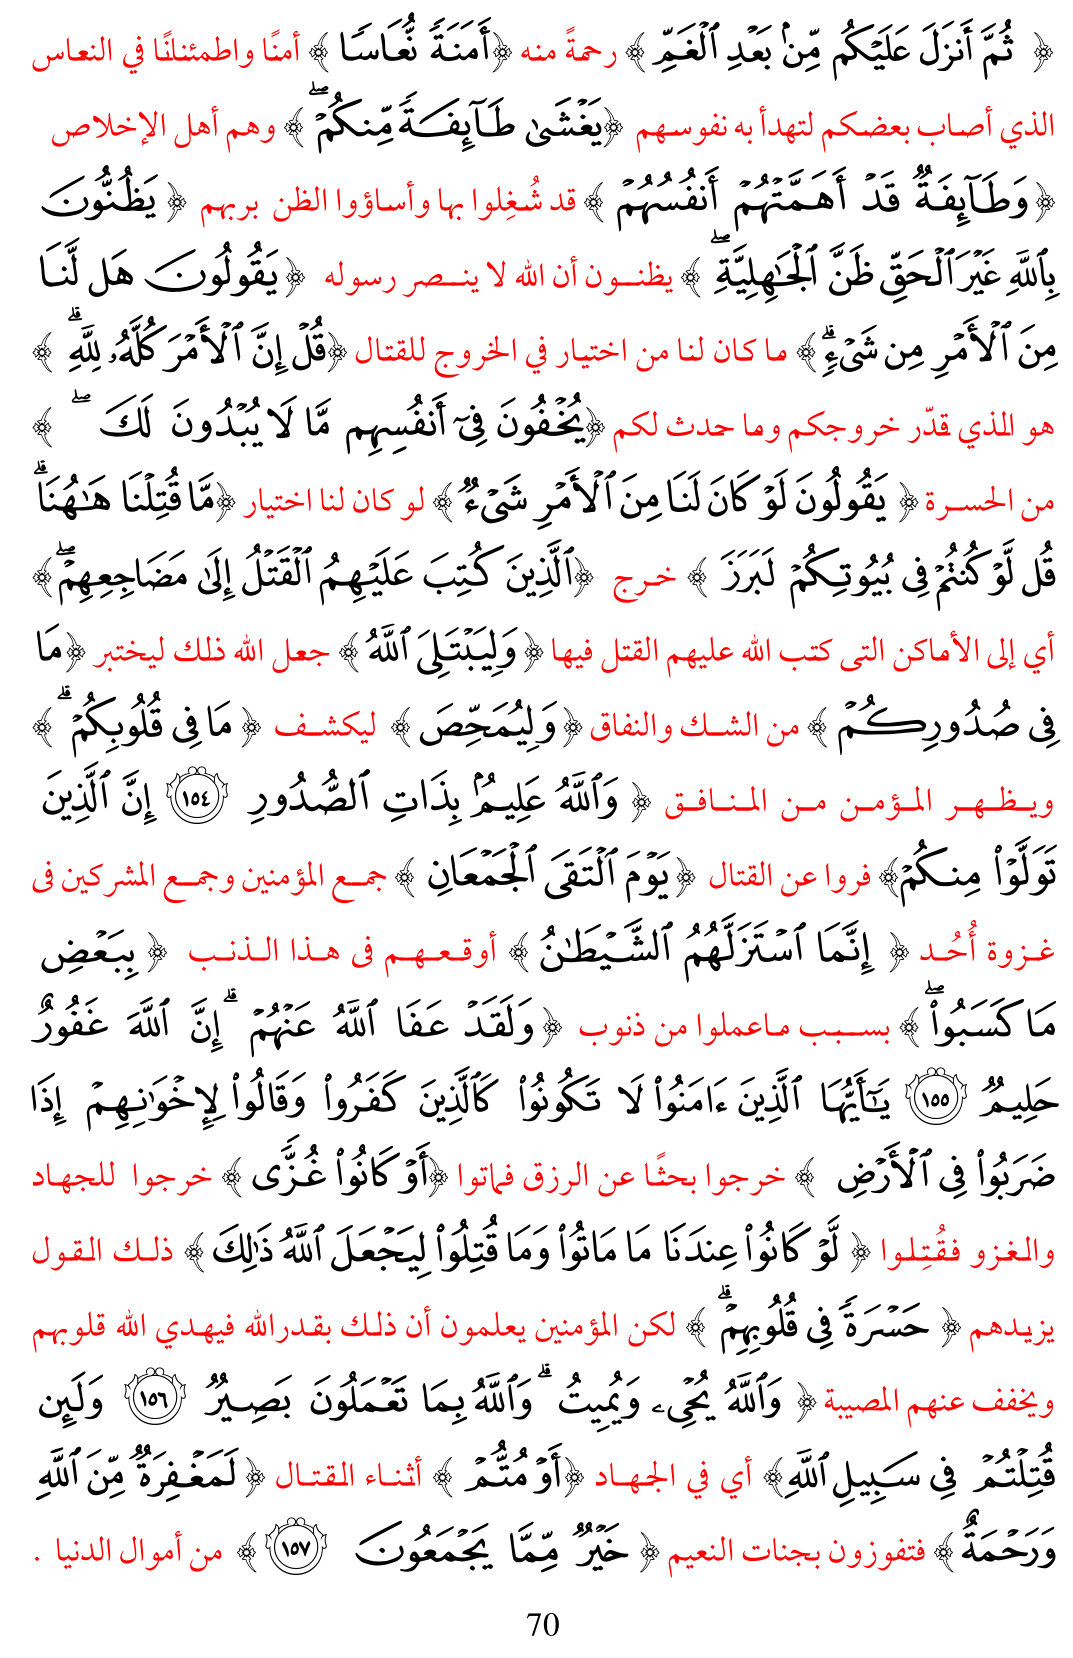 ﴿ ثُمَّ أَنزَلَ عَلَيۡكُم مِّنۢ بَعۡدِ ٱلۡغَمِّ ﴾ رحمةً منه ﴿أَمَنَةٗ نُّعَاسٗا ﴾ أمنًا واطمئنانًا في النعاس
الذي أصاب بعضكم لتهدأ به نفوسهم ﴿يَغۡشَىٰ طَآئِفَةٗ مِّنكُمۡۖ ﴾ وهم أهل الإخلاص
﴿ وَطَآئِفَةٞ قَدۡ أَهَمَّتۡهُمۡ أَنفُسُهُمۡ ﴾ قد شُغِلوا بها وأساؤوا الظن بربهم ﴿ يَظُنُّونَ
بِٱللَّهِ غَيۡرَ ٱلۡحَقِّ ظَنَّ ٱلۡجَٰهِلِيَّةِۖ ﴾ يظنون أن الله لا ينصر رسوله ﴿ يَقُولُونَ هَل لَّنَا
مِنَ ٱلۡأَمۡرِ مِن شَيۡءٖۗ ﴾ ما كان لنا من اختيار في الخروج للقتال ﴿قُلۡ إِنَّ ٱلۡأَمۡرَ كُلَّهُۥ لِلَّهِۗ ﴾
هو الذي قدّر خروجكم وما حدث لكم ﴿يُخۡفُونَ فِيٓ أَنفُسِهِم مَّا لَا يُبۡدُونَ لَكَ ۖ ﴾
من الحسرة ﴿ يَقُولُونَ لَوۡ كَانَ لَنَا مِنَ ٱلۡأَمۡرِ شَيۡءٞ ﴾ لو كان لنا اختيار ﴿مَّا قُتِلۡنَا هَٰهُنَاۗ
قُل لَّوۡ كُنتُمۡ فِي بُيُوتِكُمۡ لَبَرَزَ ﴾ خرج ﴿ٱلَّذِينَ كُتِبَ عَلَيۡهِمُ ٱلۡقَتۡلُ إِلَىٰ مَضَاجِعِهِمۡۖ ﴾
أي إلى الأماكن التى كتب الله عليهم القتل فيها ﴿ وَلِيَبۡتَلِيَ ٱللَّهُ ﴾ جعل الله ذلك ليختبر ﴿ مَا
فِي صُدُورِكُمۡ ﴾ من الشك والنفاق ﴿ وَلِيُمَحِّصَ ﴾ ليكشف ﴿ مَا فِي قُلُوبِكُمۡۗ ﴾
ويظهر المؤمن من المنافق ﴿ وَٱللَّهُ عَلِيمُۢ بِذَاتِ ٱلصُّدُورِ ١٥٤ إِنَّ ٱلَّذِينَ
تَوَلَّوۡاْ مِنكُمۡ﴾ فروا عن القتال ﴿ يَوۡمَ ٱلۡتَقَى ٱلۡجَمۡعَانِ ﴾ جمع المؤمنين وجمع المشركين فى
غزوة أُحُد ﴿ إِنَّمَا ٱسۡتَزَلَّهُمُ ٱلشَّيۡطَٰنُ ﴾ أوقعهم فى هذا الذنب ﴿ بِبَعۡضِ
مَا كَسَبُواْۖ ﴾ بسبب ماعملوا من ذنوب ﴿ وَلَقَدۡ عَفَا ٱللَّهُ عَنۡهُمۡ ۗ إِنَّ ٱللَّهَ غَفُورٌ
حَلِيمٞ ١٥٥ يَٰٓأَيُّهَا ٱلَّذِينَ ءَامَنُواْ لَا تَكُونُواْ كَٱلَّذِينَ كَفَرُواْ وَقَالُواْ لِإِخۡوَٰنِهِمۡ إِذَا
ضَرَبُواْ فِي ٱلۡأَرۡضِ ﴾ خرجوا بحثًا عن الرزق فماتوا ﴿أَوۡ كَانُواْ غُزّٗى ﴾ خرجوا للجهاد
والغزو فقُتِلوا ﴿ لَّوۡ كَانُواْ عِندَنَا مَا مَاتُواْ وَمَا قُتِلُواْ لِيَجۡعَلَ ٱللَّهُ ذَٰلِكَ ﴾ ذلك القول
يزيدهم ﴿ حَسۡرَةٗ فِي قُلُوبِهِمۡۗ ﴾ لكن المؤمنين يعلمون أن ذلك بقدرالله فيهدي الله قلوبهم
ويخفف عنهم المصيبة ﴿ وَٱللَّهُ يُحۡيِۦ وَيُمِيتُ ۗ وَٱللَّهُ بِمَا تَعۡمَلُونَ بَصِيرٞ ١٥٦ وَلَئِن
قُتِلۡتُمۡ فِي سَبِيلِ ٱللَّهِ﴾ أي في الجهاد ﴿أَوۡ مُتُّمۡ ﴾ أثناء القتال ﴿ لَمَغۡفِرَةٞ مِّنَ ٱللَّهِ
وَرَحۡمَةٌ ﴾ فتفوزون بجنات النعيم ﴿ خَيۡرٞ مِّمَّا يَجۡمَعُونَ ١٥٧ ﴾ من أموال الدنيا .
70